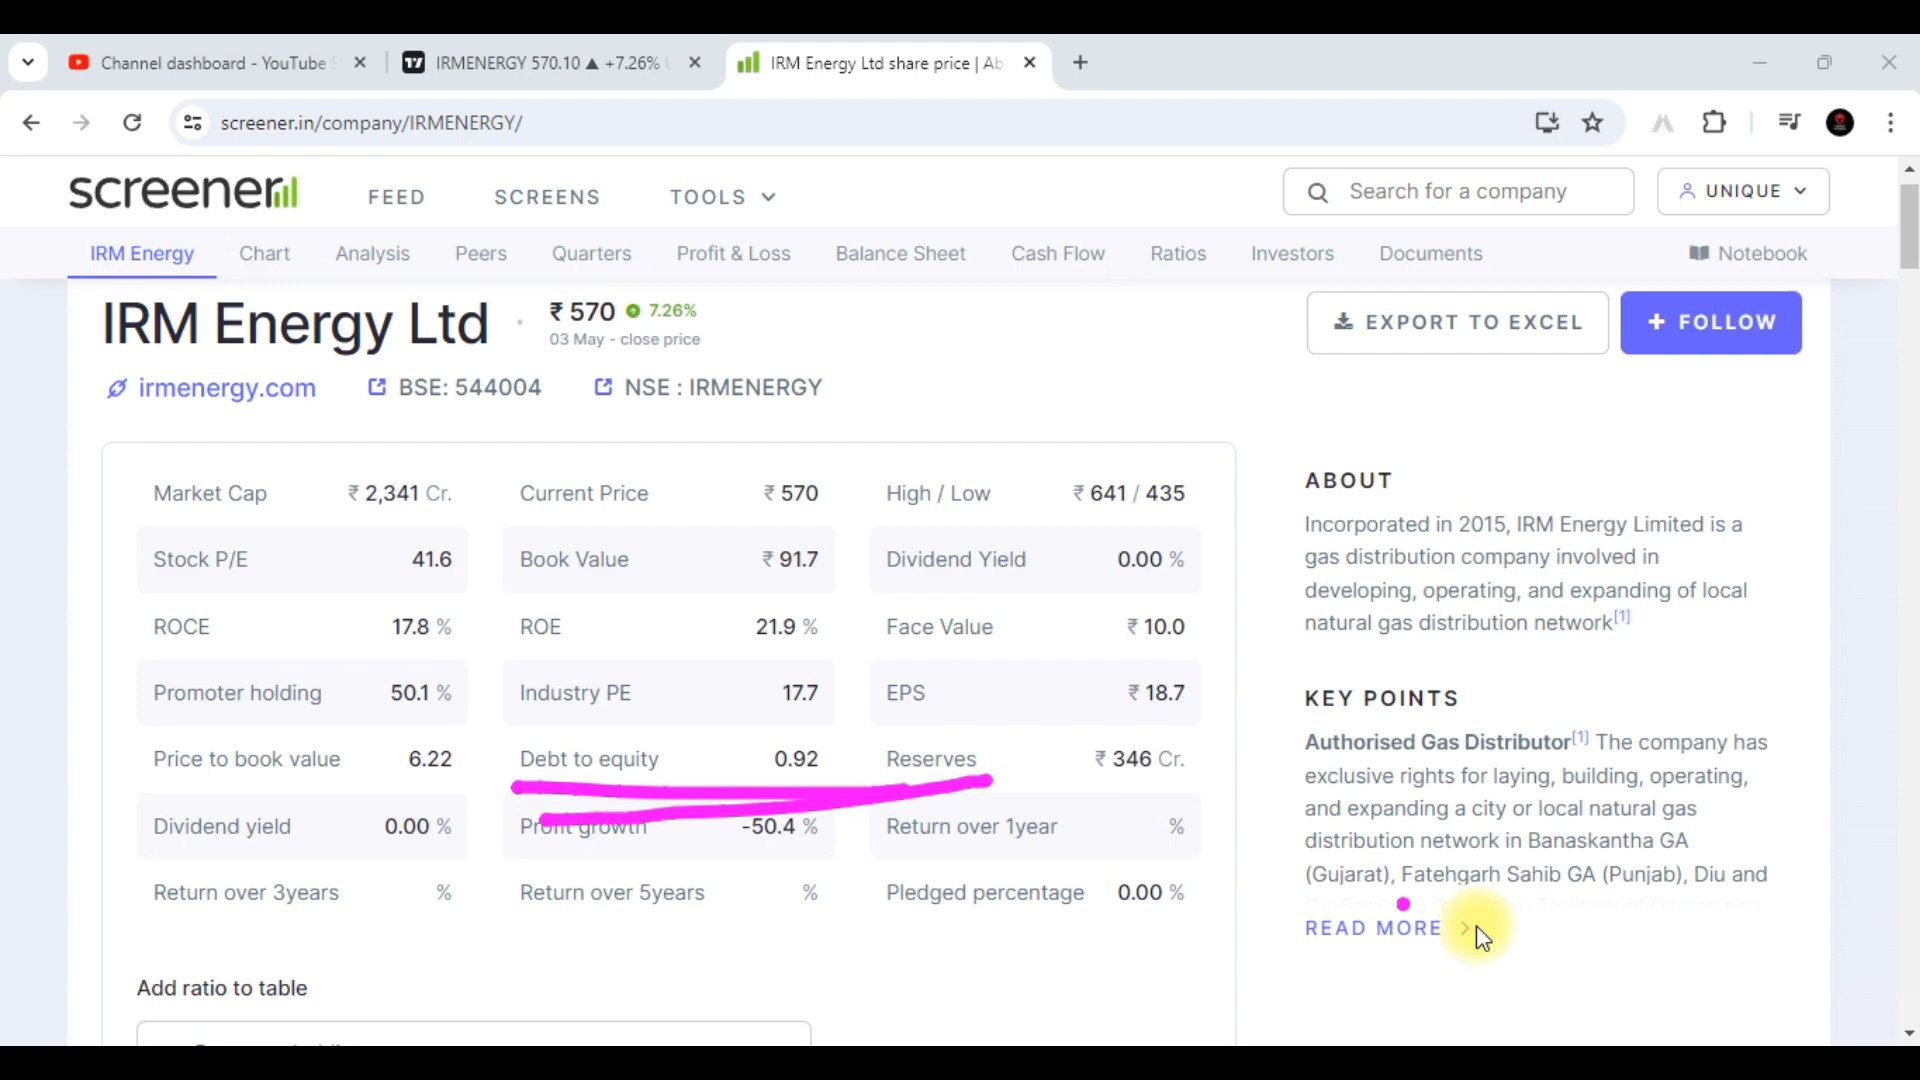 Channel dashboard - YouTube
IRMENERGY 570.10 ▲ +7.26%
IRM Energy Ltd share price | Ab
screener.in/company/IRMENERGY/
screener
FEED SCREENS TOOLS
Search for a company
UNIQUE
IRM Energy Chart Analysis Peers Quarters Profit & Loss Balance Sheet Cash Flow Ratios Investors Documents Notebook
IRM Energy Ltd
₹ 570 7.26%
03 May - close price
EXPORT TO EXCEL
+ FOLLOW
irmenergy.com BSE: 544004 NSE : IRMENERGY
Market Cap ₹ 2,341 Cr. Current Price ₹ 570 High / Low ₹ 641 / 435
Stock P/E 41.6 Book Value ₹ 91.7 Dividend Yield 0.00 %
ROCE 17.8 % ROE 21.9 % Face Value ₹ 10.0
Promoter holding 50.1 % Industry PE 17.7 EPS ₹ 18.7
Price to book value 6.22 Debt to equity 0.92 Reserves ₹ 346 Cr.
Dividend yield 0.00 % Profit growth -50.4 % Return over 1year %
Return over 3years % Return over 5years % Pledged percentage 0.00 %
Add ratio to table
ABOUT
Incorporated in 2015, IRM Energy Limited is a
gas distribution company involved in
developing, operating, and expanding of local
natural gas distribution network[1]
KEY POINTS
Authorised Gas Distributor[1] The company has
exclusive rights for laying, building, operating,
and expanding a city or local natural gas
distribution network in Banaskantha GA
(Gujarat), Fatehgarh Sahib GA (Punjab), Diu and
READ MORE